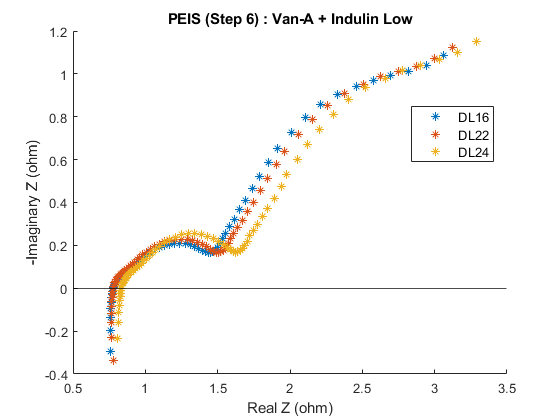 PEIS (Step 6) : Van-A + Indulin Low
1.2
1
0.8
0.6
0.4
0.2
0
-0.2
-0.4
-Imaginary Z (ohm)
DL16
DL22
DL24
0.5 1 1.5 2 2.5 3 3.5
Real Z (ohm)